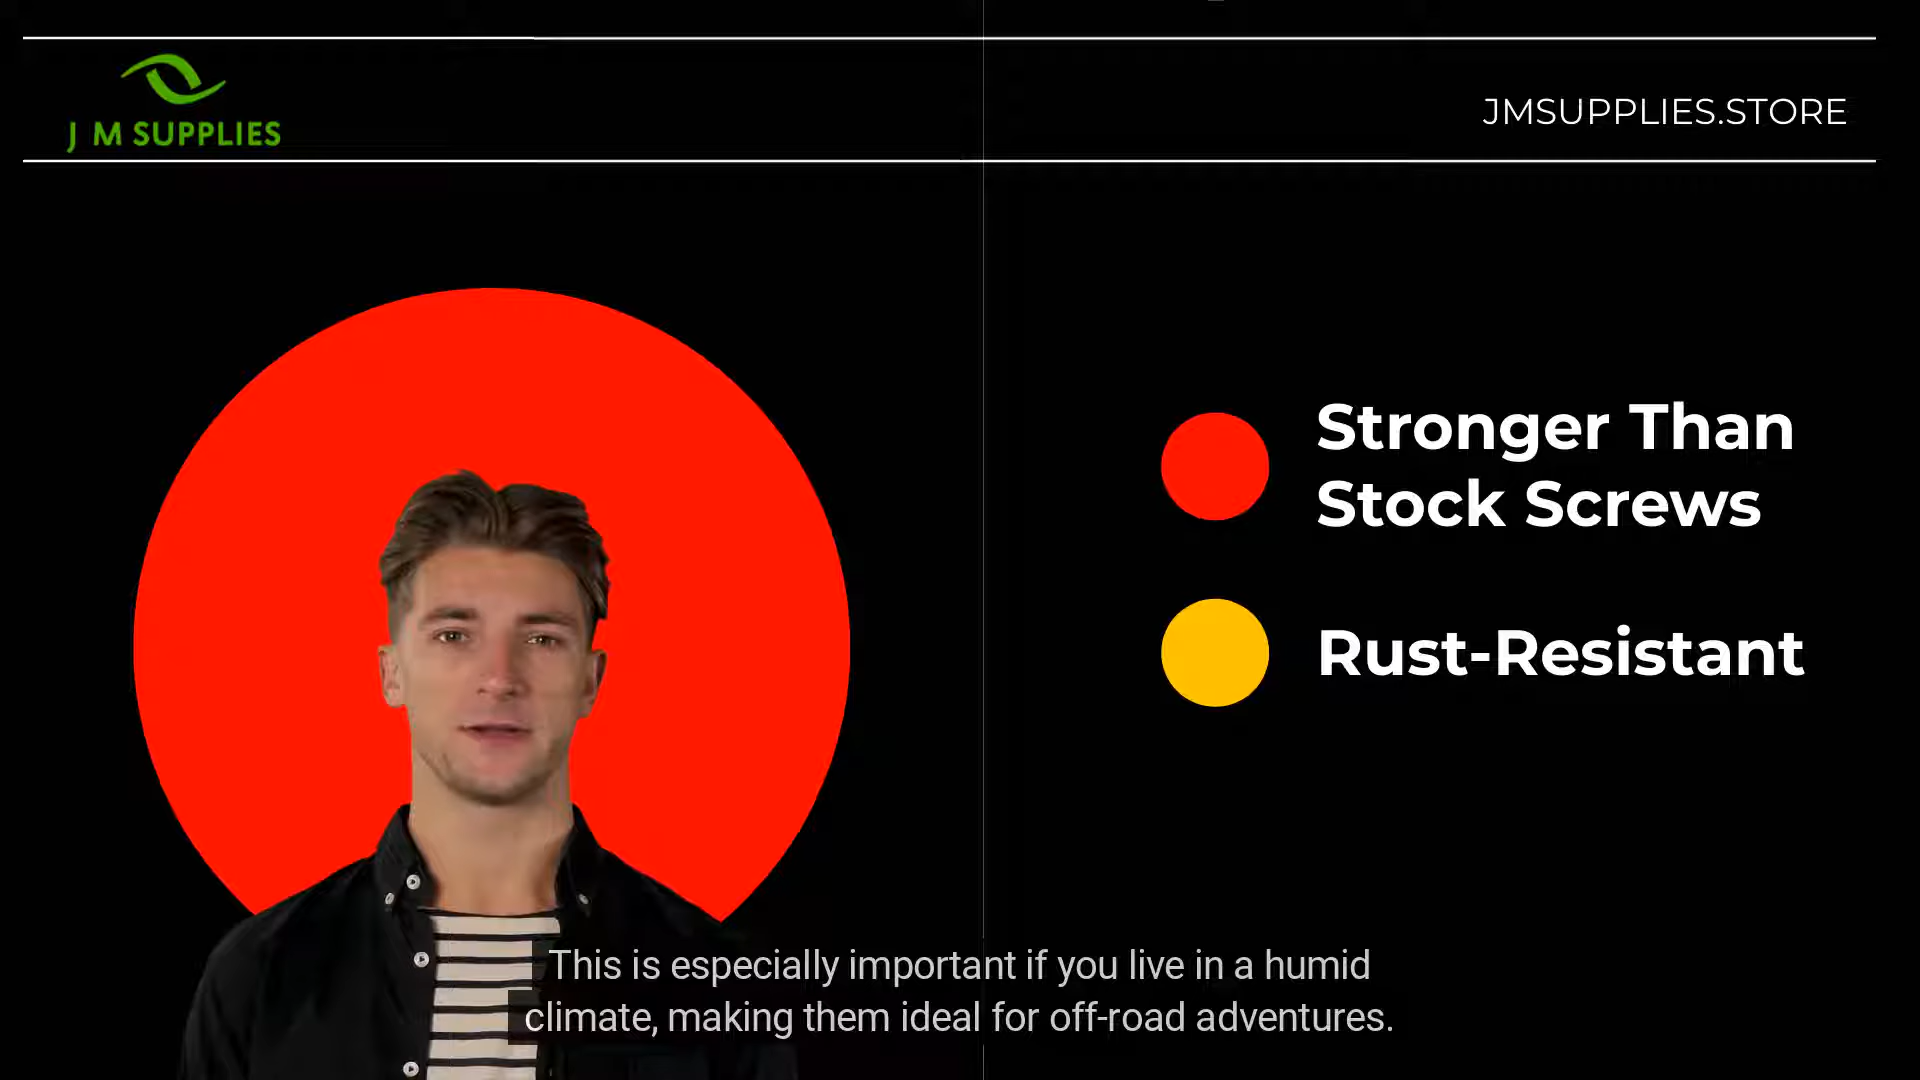 J M SUPPLIES
JMSUPPLIES.STORE
Stronger Than
Stock Screws
Rust-Resistant
This is especially important if you live in a humid
climate, making them ideal for off-road adventures.